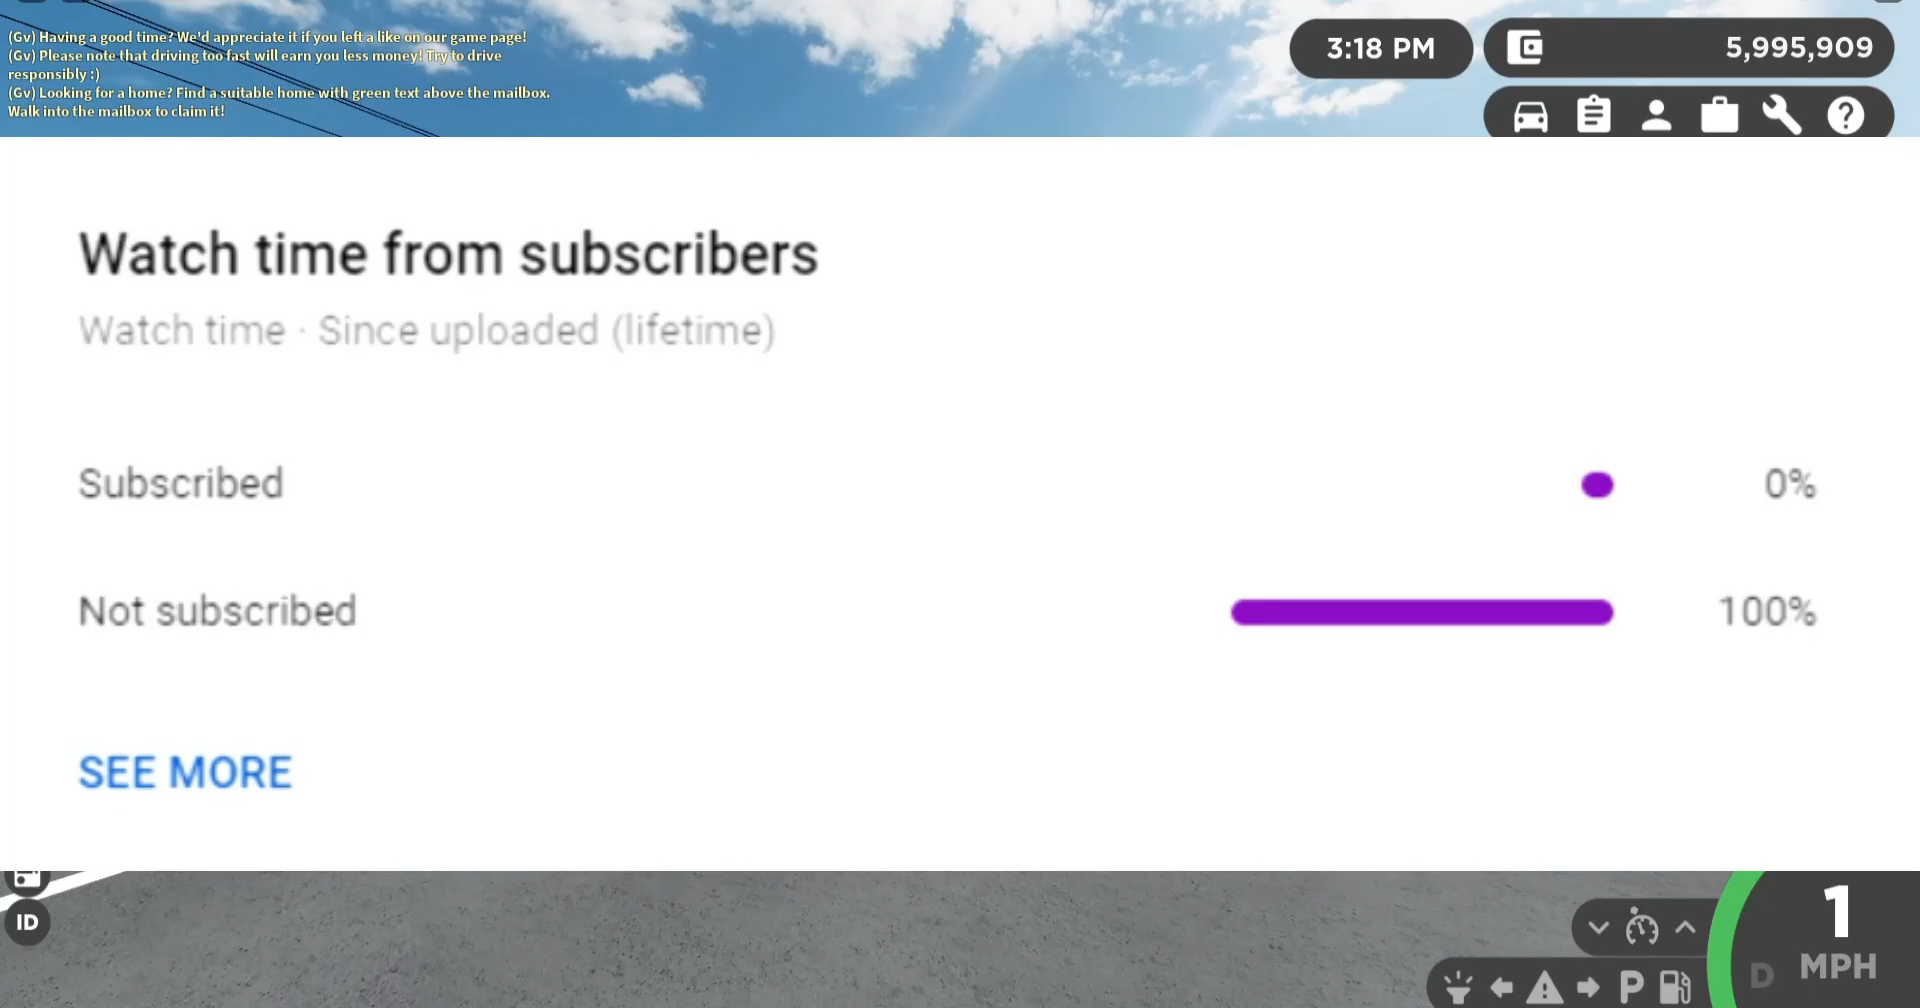 (Gv) Having a good time? We'd appreciate it if you left a like on our game page!
(Gv) Please note that driving too fast will earn you less money! Try to drive
responsibly :)
(Gv) Looking for a home? Find a suitable home with green text above the mailbox.
Walk into the mailbox to claim it!
3:18 PM
5,995,909
Watch time from subscribers
Watch time · Since uploaded (lifetime)
Subscribed 0%
Not subscribed 100%
SEE MORE
ID
1
MPH
D
P